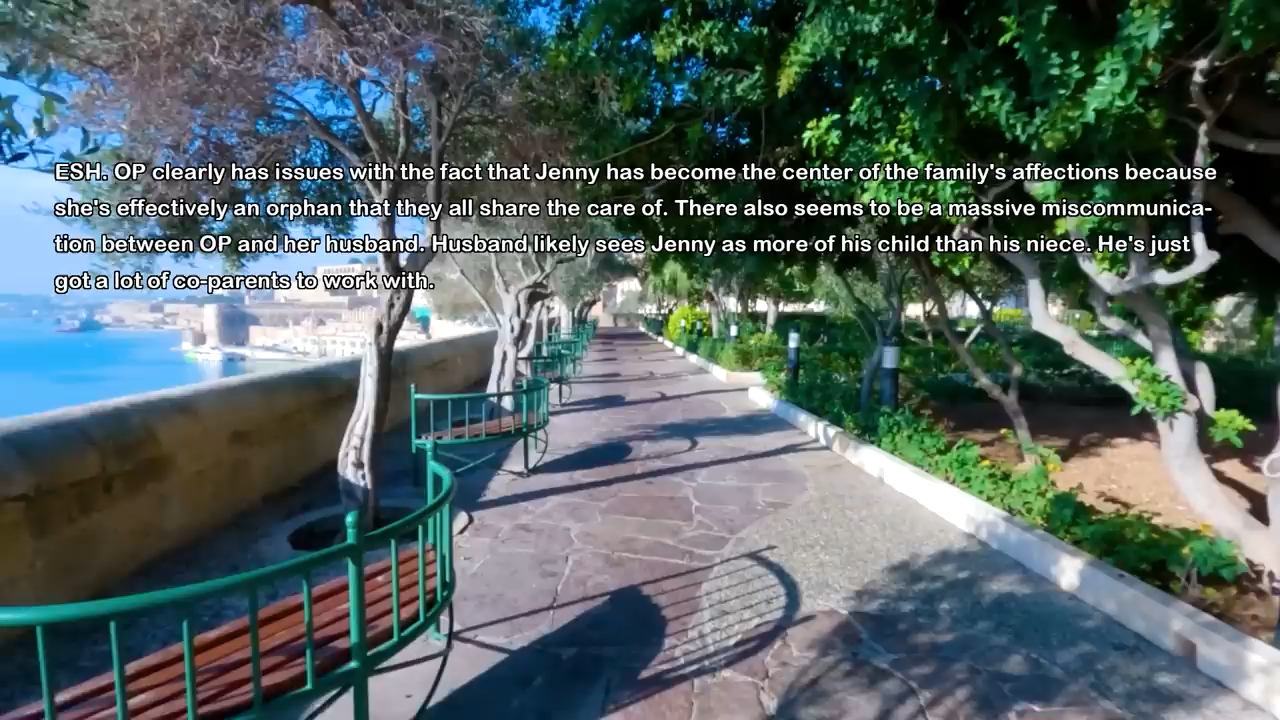 ESH. OP clearly has issues with the fact that Jenny has become the center of the family's affections because
she's effectively an orphan that they all share the care of. There also seems to be a massive miscommunica-
tion between OP and her husband. Husband likely sees Jenny as more of his child than his niece. He's just
got a lot of co-parents to work with.